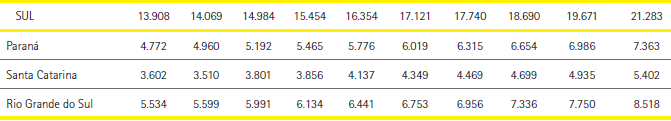 SUL 13.908 14.069 14.984 15.454 16.354 17.121 17.740 18.690 19.671 21.283
Paraná 4.772 4.960 5.192 5.465 5.776 6.019 6.315 6.654 6.986 7.363
Santa Catarina 3.602 3.510 3.801 3.856 4.137 4.349 4.469 4.699 4.935 5.402
Rio Grande do Sul 5.534 5.599 5.991 6.134 6.441 6.753 6.956 7.336 7.750 8.518